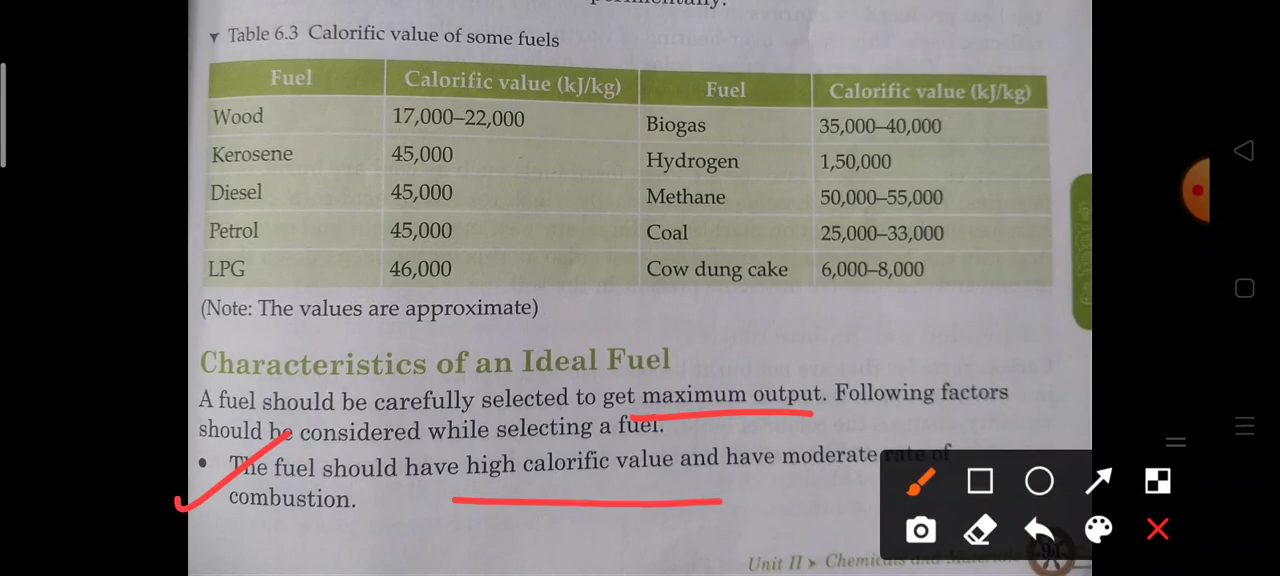 Table 6.3 Calorific value of some fuels
Fuel Calorific value (kJ/kg) Fuel Calorific value (kJ/kg)
Wood 17,000–22,000 Biogas 35,000–40,000
Kerosene 45,000 Hydrogen 1,50,000
Diesel 45,000 Methane 50,000–55,000
Petrol 45,000 Coal 25,000–33,000
LPG 46,000 Cow dung cake 6,000–8,000
(Note: The values are approximate)
Characteristics of an Ideal Fuel
A fuel should be carefully selected to get maximum output. Following factors
should be considered while selecting a fuel.
• The fuel should have high calorific value and have moderate rate of
combustion.
Unit II ➤ Chemicals and Materials